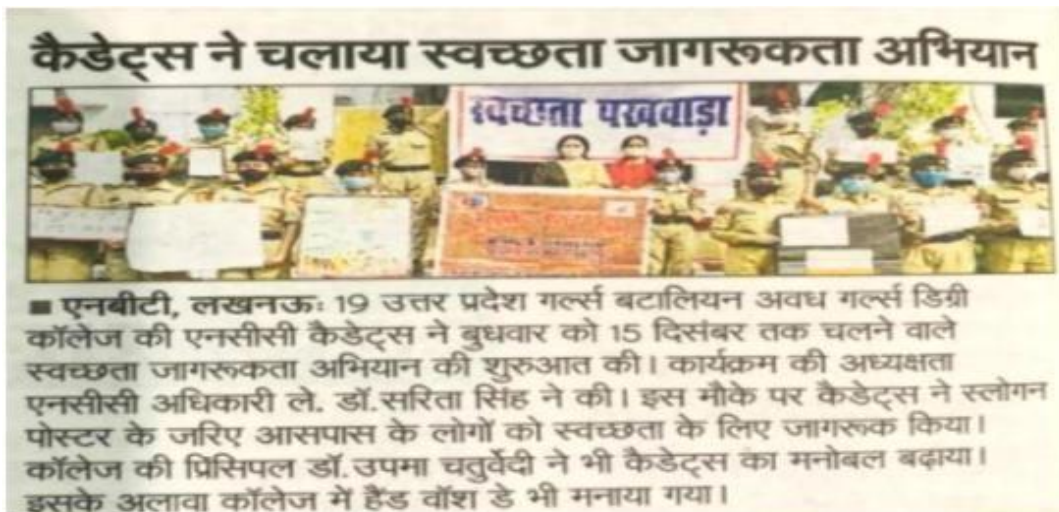 कैडेट्स ने चलाया स्वच्छता जागरूकता अभियान
स्वच्छता पखवाड़ा
■ एनबीटी, लखनऊ: 19 उत्तर प्रदेश गर्ल्स बटालियन अवध गर्ल्स डिग्री
कॉलेज की एनसीसी कैडेट्स ने बुधवार को 15 दिसंबर तक चलने वाले
स्वच्छता जागरूकता अभियान की शुरुआत की। कार्यक्रम की अध्यक्षता
एनसीसी अधिकारी ले. डॉ.सरिता सिंह ने की। इस मौके पर कैडेट्स ने स्लोगन
पोस्टर के जरिए आसपास के लोगों को स्वच्छता के लिए जागरूक किया।
कॉलेज की प्रिंसिपल डॉ.उपमा चतुर्वेदी ने भी कैडेट्स का मनोबल बढ़ाया।
इसके अलावा कॉलेज में हैंड वॉश डे भी मनाया गया।